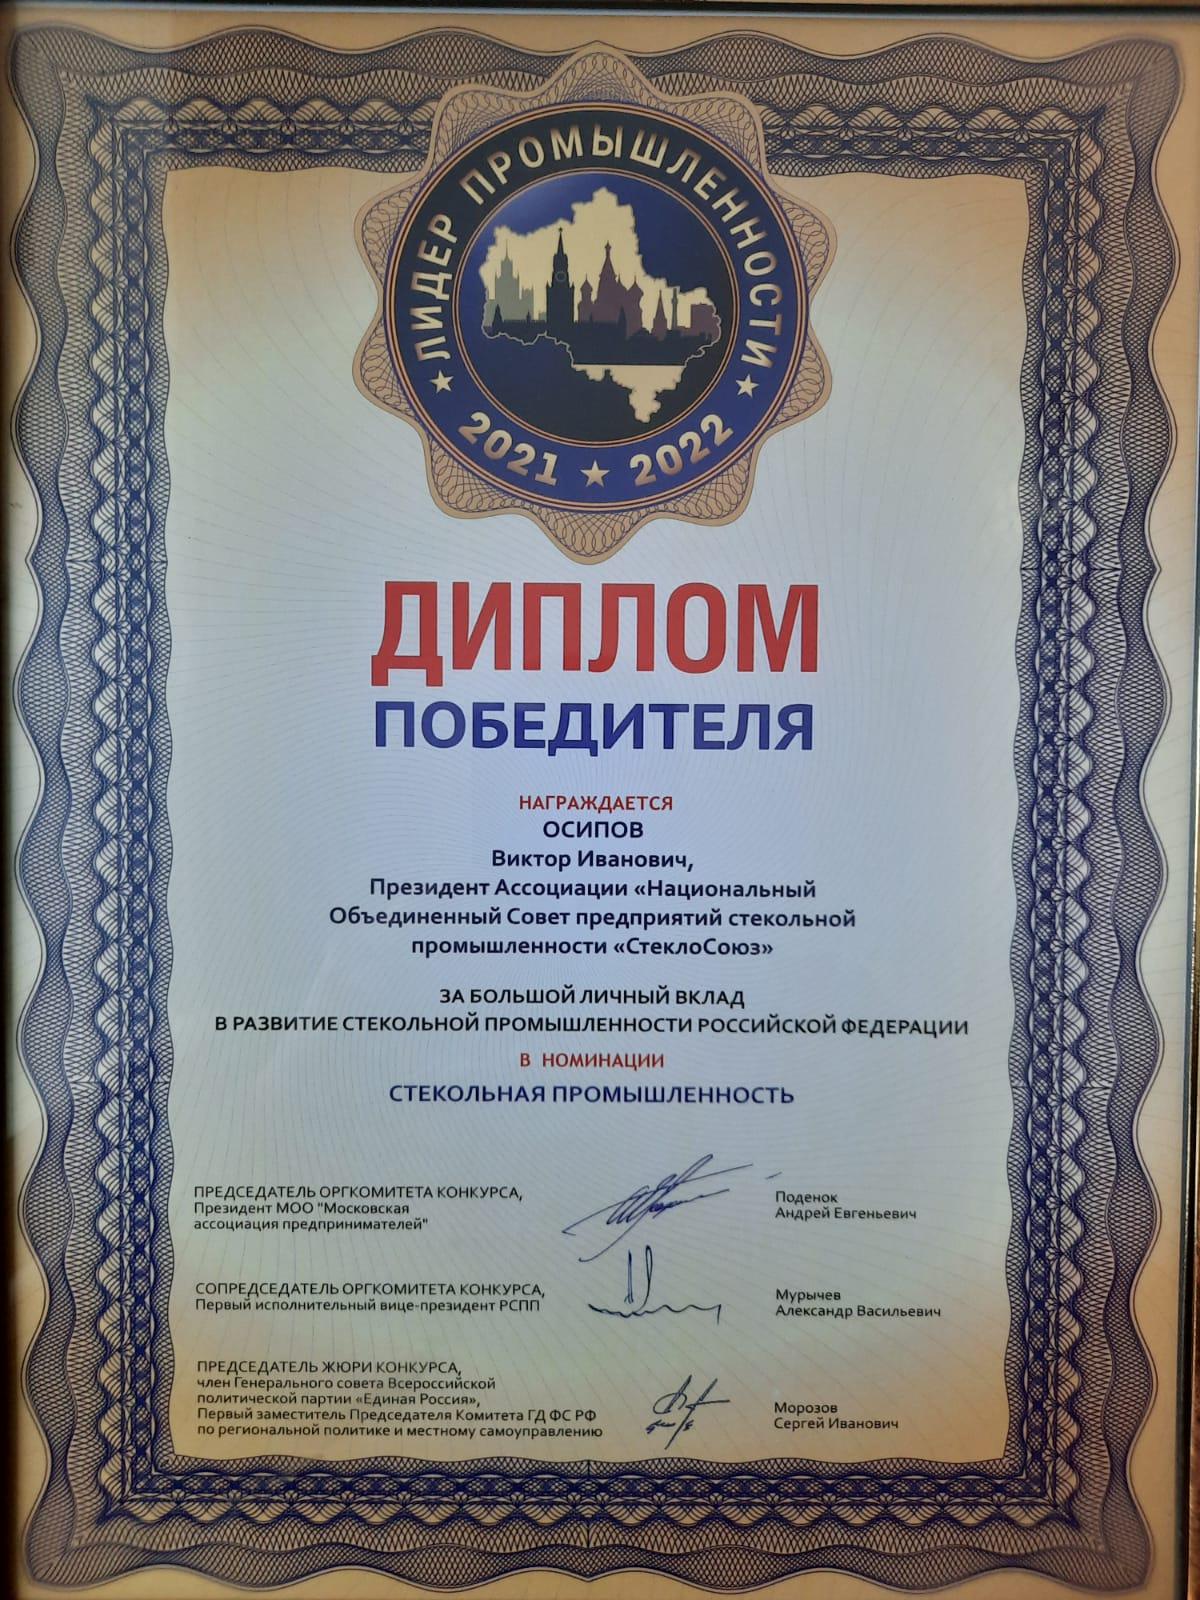 ЛИДЕР ПРОМЫШЛЕННОСТИ
2021 ★ 2022
ДИПЛОМ
ПОБЕДИТЕЛЯ
НАГРАЖДАЕТСЯ
ОСИПОВ
Виктор Иванович,
Президент Ассоциации «Национальный
Объединенный Совет предприятий стекольной
промышленности «СтеклоСоюз»
ЗА БОЛЬШОЙ ЛИЧНЫЙ ВКЛАД
В РАЗВИТИЕ СТЕКОЛЬНОЙ ПРОМЫШЛЕННОСТИ РОССИЙСКОЙ ФЕДЕРАЦИИ
В НОМИНАЦИИ
СТЕКОЛЬНАЯ ПРОМЫШЛЕННОСТЬ
ПРЕДСЕДАТЕЛЬ ОРГКОМИТЕТА КОНКУРСА,
Президент МОО "Московская
ассоциация предпринимателей"
Поденок
Андрей Евгеньевич
СОПРЕДСЕДАТЕЛЬ ОРГКОМИТЕТА КОНКУРСА,
Первый исполнительный вице-президент РСПП
Мурычев
Александр Васильевич
ПРЕДСЕДАТЕЛЬ ЖЮРИ КОНКУРСА,
член Генерального совета Всероссийской
политической партии «Единая Россия»,
Первый заместитель Председателя Комитета ГД ФС РФ
по региональной политике и местному самоуправлению
Морозов
Сергей Иванович